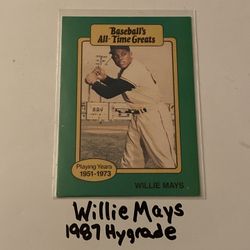 Baseball's
All-Time Greats
Playing Years
1951-1973
WILLIE MAYS
Willie Mays
1987 Hygrade